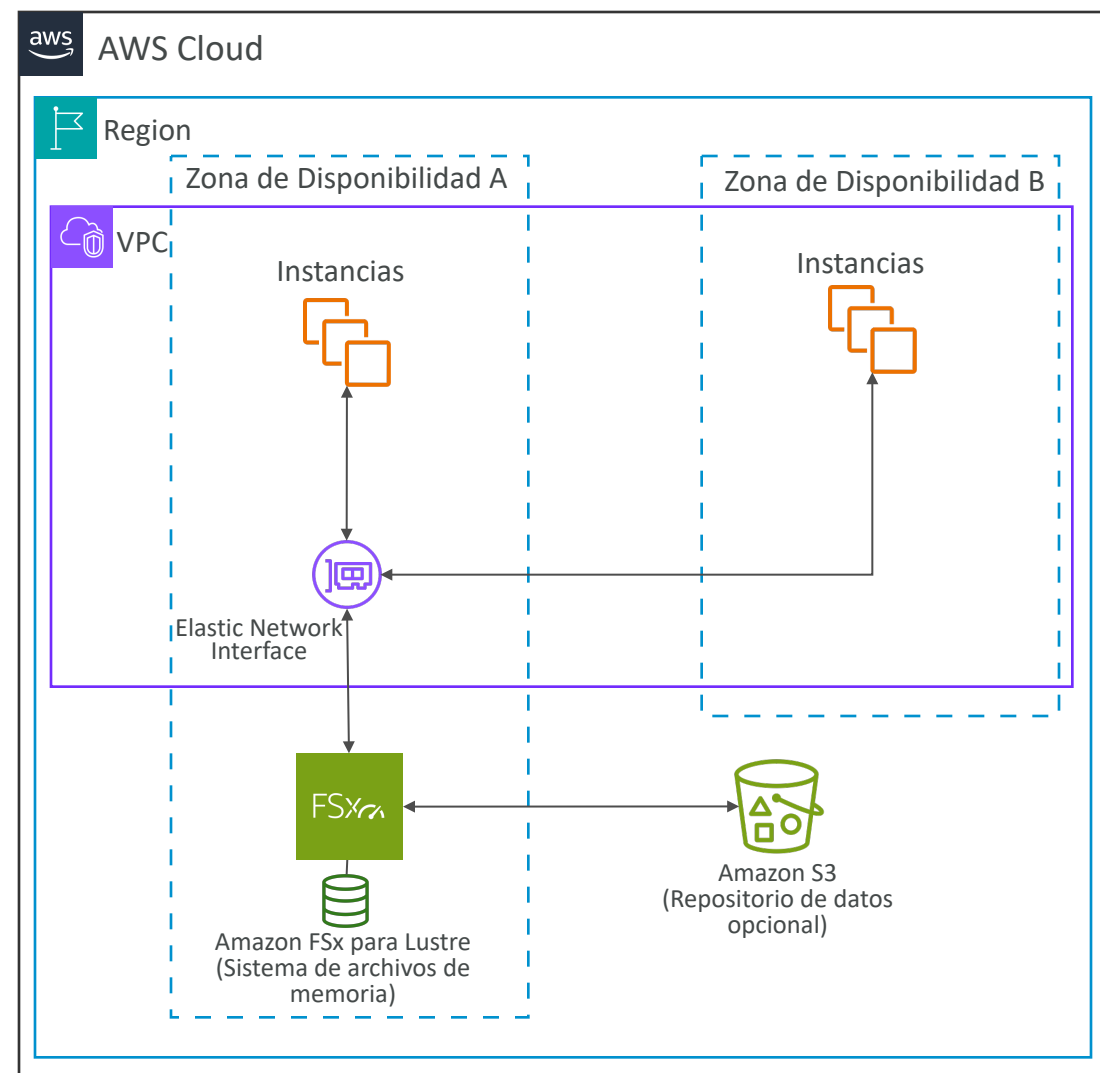 aws
AWS Cloud
Region
Zona de Disponibilidad A
Zona de Disponibilidad B
VPC
Instancias
Instancias
Elastic Network
Interface
FSx
Amazon S3
(Repositorio de datos
opcional)
Amazon FSx para Lustre
(Sistema de archivos de
memoria)